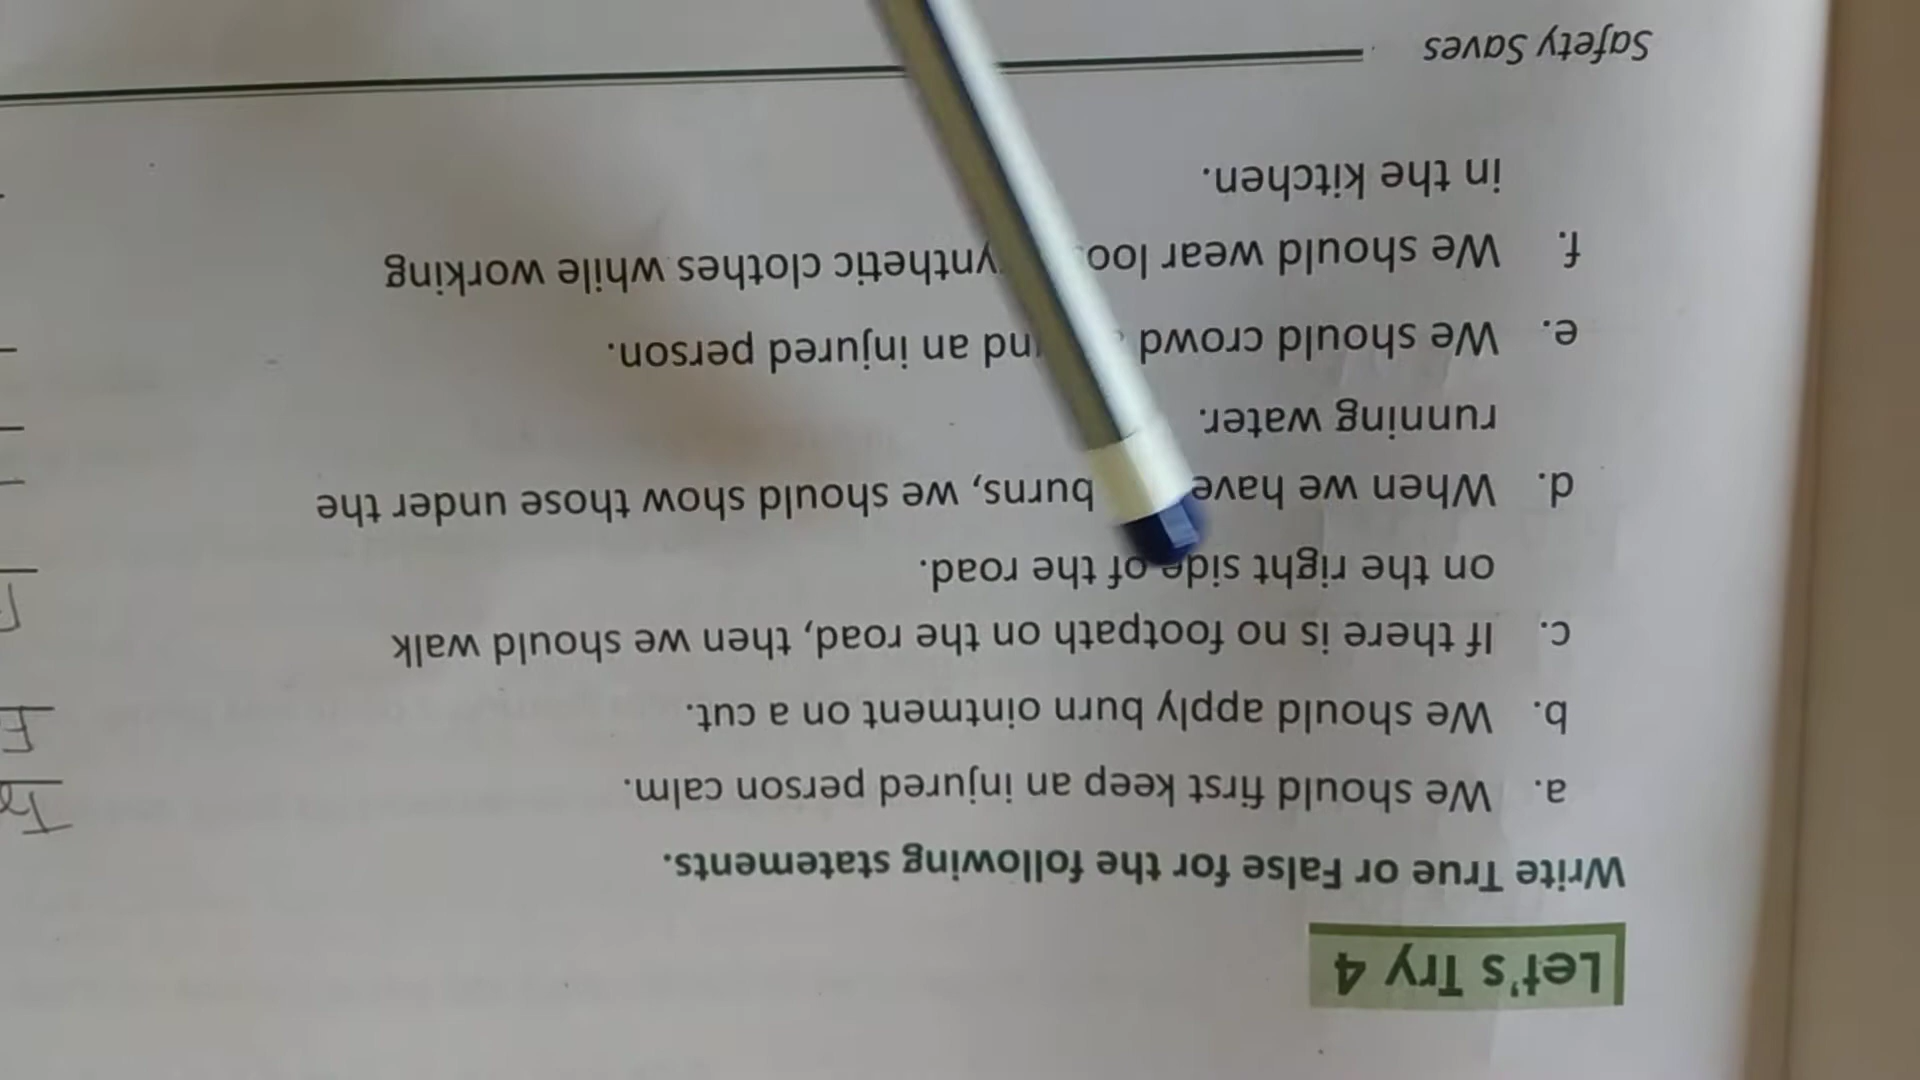 Let's Try 4
Write True or False for the following statements.
a. We should first keep an injured person calm.
b. We should apply burn ointment on a cut.
c. If there is no footpath on the road, then we should walk
on the right side of the road.
d. When we have burns, we should show those under the
running water.
e. We should crowd an injured person.
f. We should wear clothes while working
in the kitchen.
Safety Saves